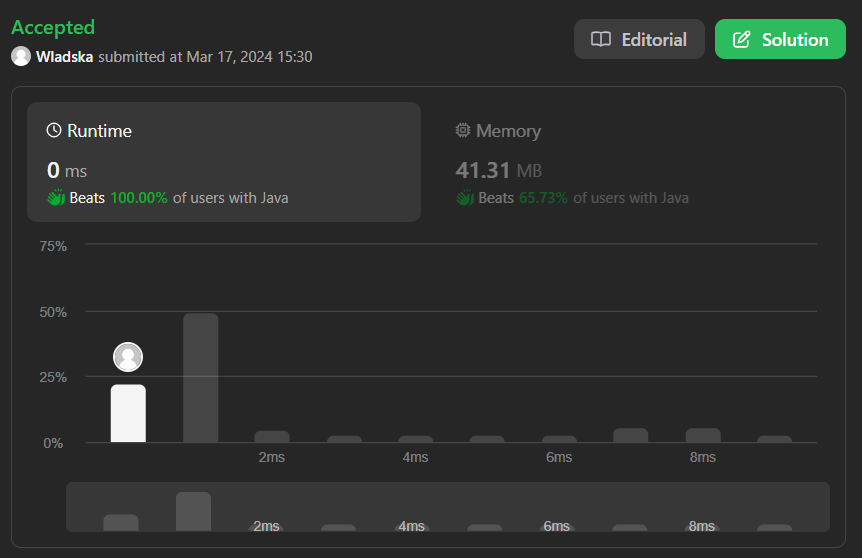 Accepted
Wladska submitted at Mar 17, 2024 15:30
Editorial
Solution
Runtime
0 ms
Beats 100.00% of users with Java
Memory
41.31 MB
Beats 65.73% of users with Java
75%
50%
25%
0%
2ms 4ms 6ms 8ms
2ms 4ms 6ms 8ms